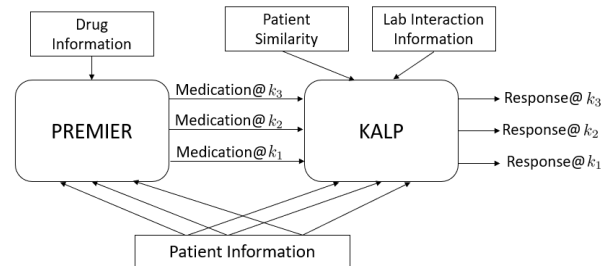 Drug
Information
Patient
Similarity
Lab Interaction
Information
PREMIER
Medication@ k₃
Medication@ k₂
Medication@ k₁
KALP
Response@ k₃
Response@ k₂
Response@ k₁
Patient Information